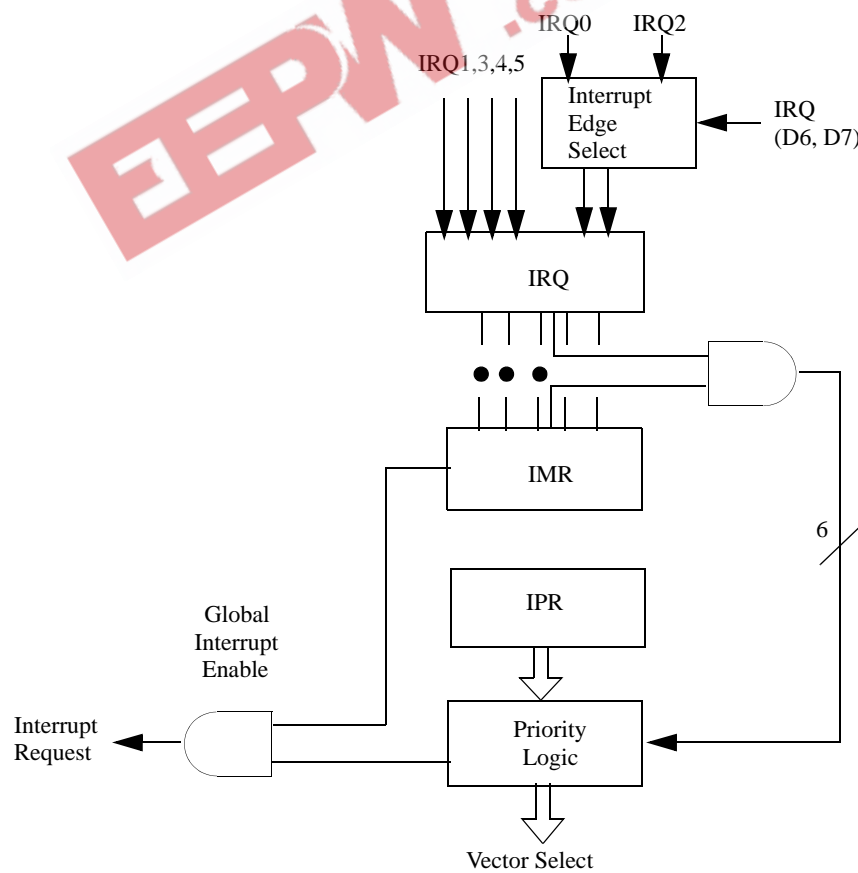 EEPW.c
IRQ0
IRQ2
IRQ1,3,4,5
Interrupt
Edge
Select
IRQ
(D6, D7)
IRQ
IMR
6
IPR
Global
Interrupt
Enable
Interrupt
Request
Priority
Logic
Vector Select